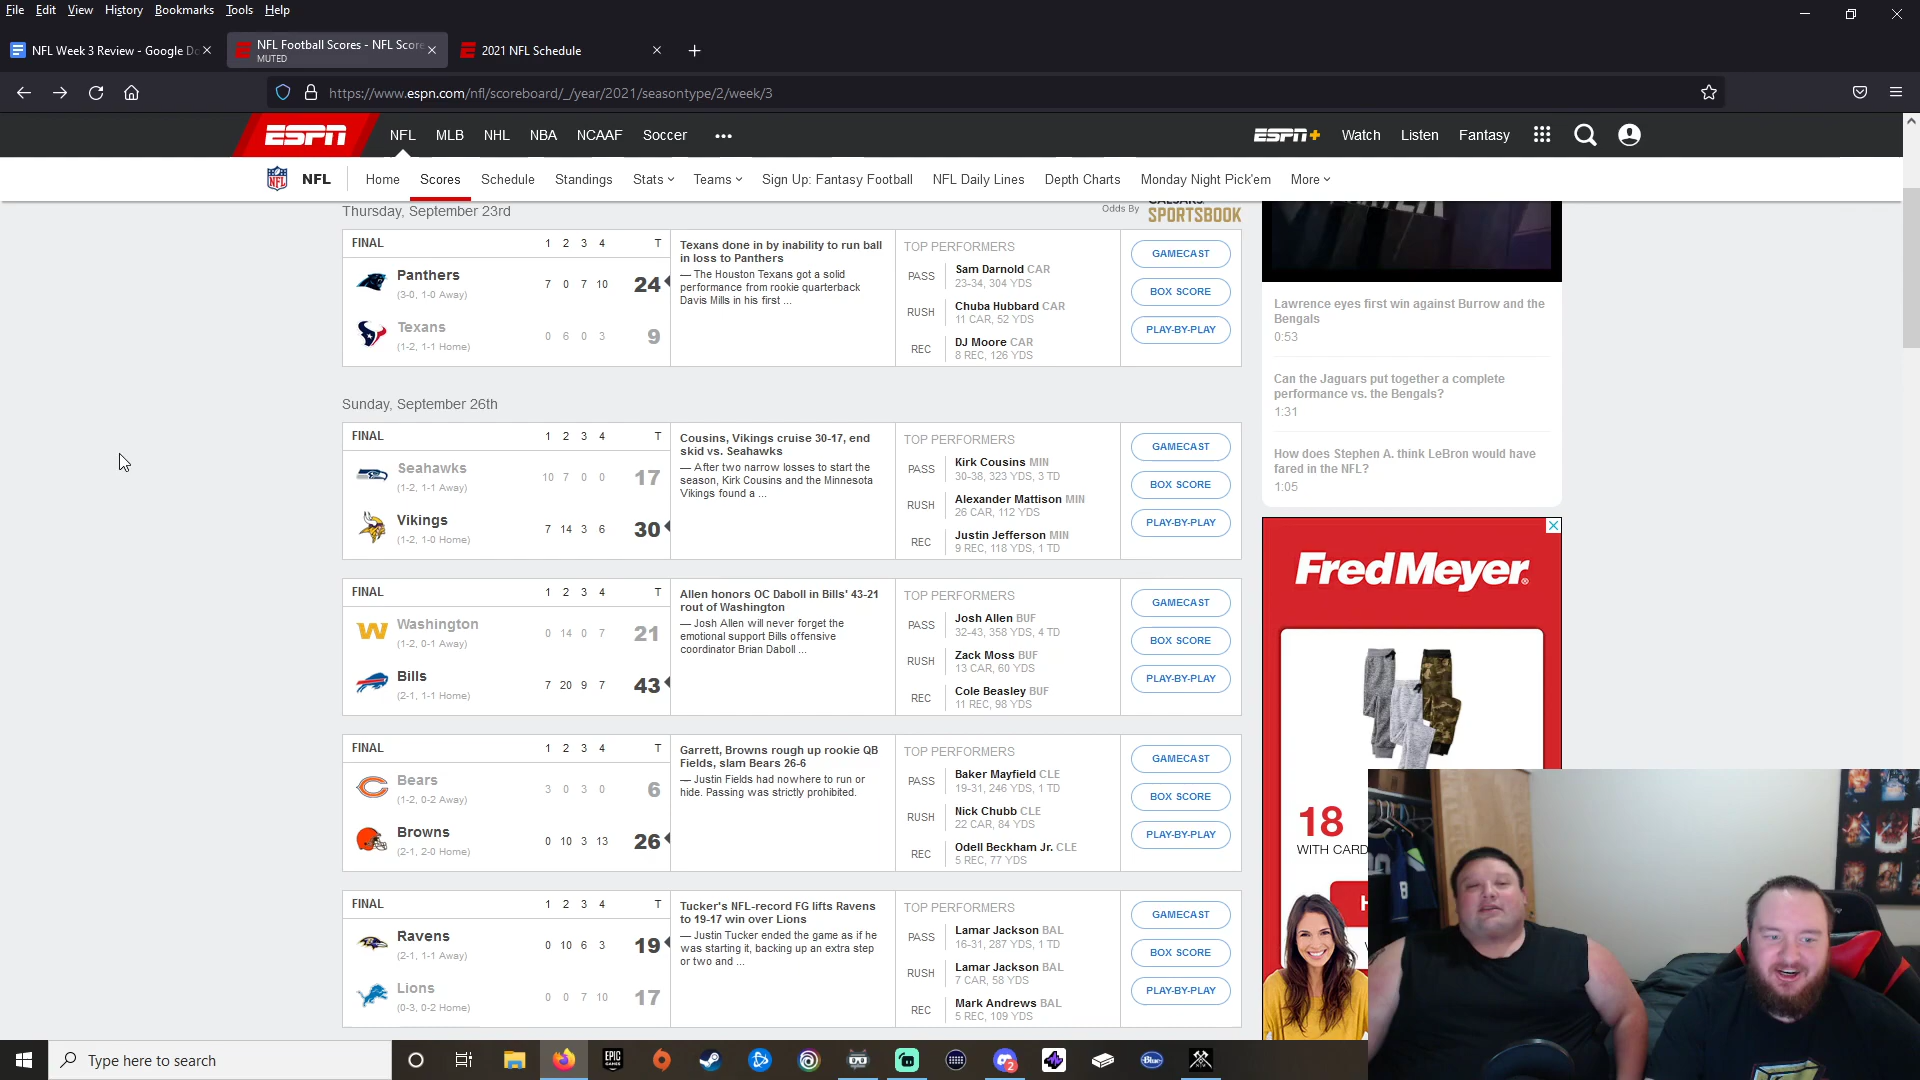 File Edit View History Bookmarks Tools Help
NFL Week 3 Review - Google Do
NFL Football Scores - NFL Score
MUTED
2021 NFL Schedule
https://www.espn.com/nfl/scoreboard/_/year/2021/seasontype/2/week/3
ESPN NFL MLB NHL NBA NCAAF Soccer ESPN+ Watch Listen Fantasy
NFL Home Scores Schedule Standings Stats Teams Sign Up: Fantasy Football NFL Daily Lines Depth Charts Monday Night Pick'em More
Thursday, September 23rd
Odds By CAESARS SPORTSBOOK
FINAL 1 2 3 4 T
Panthers 7 0 7 10 24
(3-0, 1-0 Away)
Texans 0 6 0 3 9
(1-2, 1-1 Home)
Texans done in by inability to run ball
in loss to Panthers
— The Houston Texans got a solid
performance from rookie quarterback
Davis Mills in his first ...
TOP PERFORMERS
PASS Sam Darnold CAR
23-34, 304 YDS
RUSH Chuba Hubbard CAR
11 CAR, 52 YDS
REC DJ Moore CAR
8 REC, 126 YDS
GAMECAST
BOX SCORE
PLAY-BY-PLAY
Sunday, September 26th
FINAL 1 2 3 4 T
Seahawks 10 7 0 0 17
(1-2, 1-1 Away)
Vikings 7 14 3 6 30
(1-2, 1-0 Home)
Cousins, Vikings cruise 30-17, end
skid vs. Seahawks
— After two narrow losses to start the
season, Kirk Cousins and the Minnesota
Vikings found a ...
TOP PERFORMERS
PASS Kirk Cousins MIN
30-38, 323 YDS, 3 TD
RUSH Alexander Mattison MIN
26 CAR, 112 YDS
REC Justin Jefferson MIN
9 REC, 118 YDS, 1 TD
GAMECAST
BOX SCORE
PLAY-BY-PLAY
FINAL 1 2 3 4 T
Washington 0 14 0 7 21
(1-2, 0-1 Away)
Bills 7 20 9 7 43
(2-1, 1-1 Home)
Allen honors OC Daboll in Bills' 43-21
rout of Washington
— Josh Allen will never forget the
emotional support Bills offensive
coordinator Brian Daboll ...
TOP PERFORMERS
PASS Josh Allen BUF
32-43, 358 YDS, 4 TD
RUSH Zack Moss BUF
13 CAR, 60 YDS
REC Cole Beasley BUF
11 REC, 98 YDS
GAMECAST
BOX SCORE
PLAY-BY-PLAY
FINAL 1 2 3 4 T
Bears 3 0 3 0 6
(1-2, 0-2 Away)
Browns 0 10 3 13 26
(2-1, 2-0 Home)
Garrett, Browns rough up rookie QB
Fields, slam Bears 26-6
— Justin Fields had nowhere to run or
hide. Passing was strictly prohibited.
TOP PERFORMERS
PASS Baker Mayfield CLE
19-31, 246 YDS, 1 TD
RUSH Nick Chubb CLE
22 CAR, 84 YDS
REC Odell Beckham Jr. CLE
5 REC, 77 YDS
GAMECAST
BOX SCORE
PLAY-BY-PLAY
FINAL 1 2 3 4 T
Ravens 0 10 6 3 19
(2-1, 1-1 Away)
Lions 0 0 7 10 17
(0-3, 0-2 Home)
Tucker's NFL-record FG lifts Ravens
to 19-17 win over Lions
— Justin Tucker ended the game as if he
was starting it, backing up an extra step
or two and ...
TOP PERFORMERS
PASS Lamar Jackson BAL
16-31, 287 YDS, 1 TD
RUSH Lamar Jackson BAL
7 CAR, 58 YDS
REC Mark Andrews BAL
5 REC, 109 YDS
GAMECAST
BOX SCORE
PLAY-BY-PLAY
Lawrence eyes first win against Burrow and the
Bengals
0:53
Can the Jaguars put together a complete
performance vs. the Bengals?
1:31
How does Stephen A. think LeBron would have
fared in the NFL?
1:05
Fred Meyer
18
WITH CARD
Type here to search
EPIC GAMES
Blue
2
8